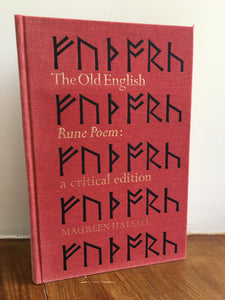 ᚠᚢᚦᚩᚱᚳ
The Old English
ᚠᚢᚦᚩᚱᚳ
Rune Poem:
ᚠᚢᚦᚩᚱᚳ
a critical edition
ᚠᚢᚦᚩᚱᚳ
MAUREEN HALSALL
ᚠᚢᚦᚩᚱᚳ